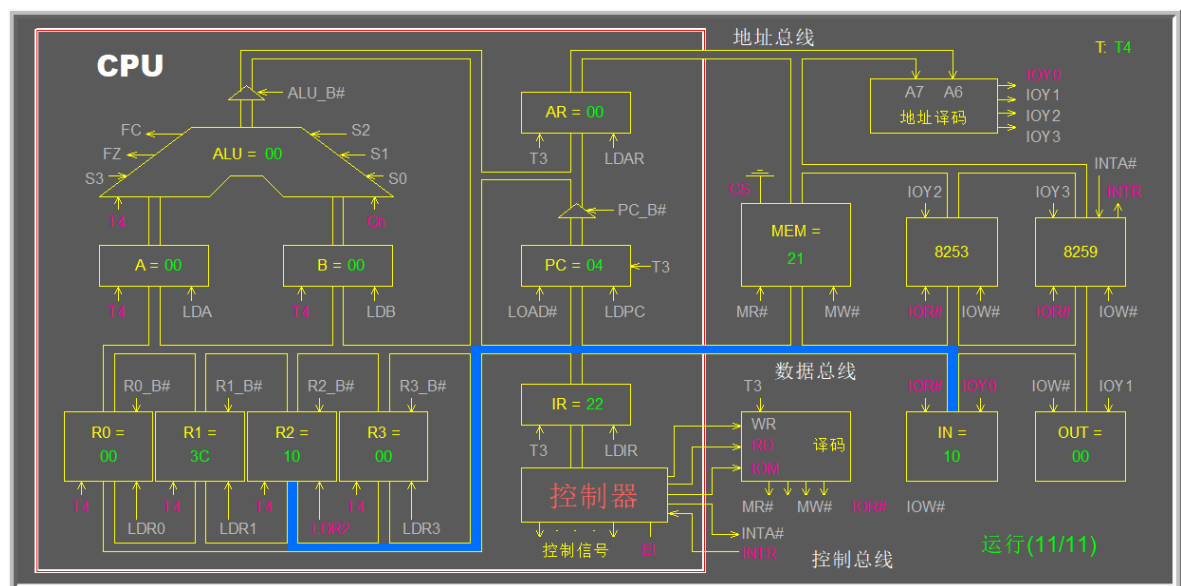 地址总线
T: T4
CPU
IOY0
ALU_B#
A7 A6
IOY1
AR = 00
地址译码
IOY2
IOY3
FC
S2
FZ
ALU = 00
S1
T3 LDAR
INTA#
S3
S0
CS
IOY2
IOY3
INTR
T4
Cn
PC_B#
MEM =
21
8253
8259
A = 00
B = 00
PC = 04
T3
T4 LDA
T4 LDB
LOAD# LDPC
MR# MW#
IOR# IOW#
IOR# IOW#
数据总线
R0_B#
R1_B#
R2_B#
R3_B#
T3
IOR# IOY0
IOW# IOY1
IR = 22
R0 =
00
R1 =
3C
R2 =
10
R3 =
00
WR
RD
IOM
译码
IN =
10
OUT =
00
T3 LDIR
控制器
T4 LDR0
T4 LDR1
T4 LDR2
T4 LDR3
MR# MW# IOR# IOW#
· · ·
控制信号
EI
INTA#
INTR
控制总线
运行(11/11)